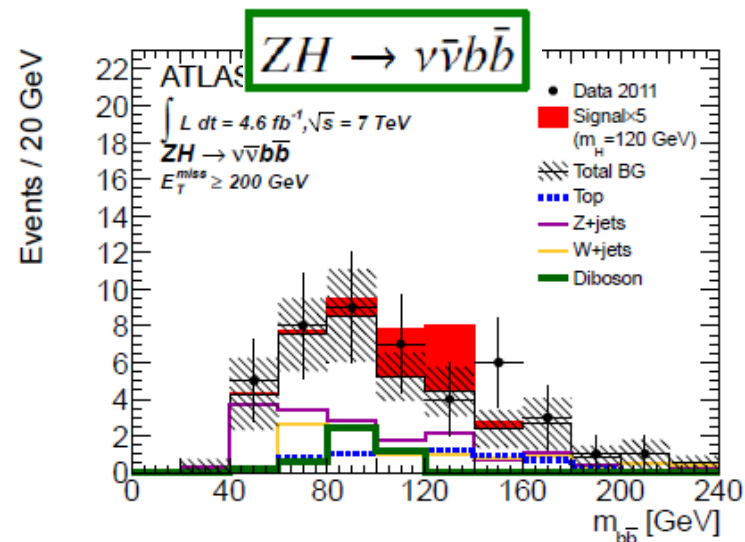 ZH → νν̄bb̄
ATLAS
∫ L dt = 4.6 fb⁻¹, √s = 7 TeV
ZH → νν̄bb̄
E_T^miss ≥ 200 GeV
Data 2011
Signal×5
(m_H=120 GeV)
Total BG
Top
Z+jets
W+jets
Diboson
Events / 20 GeV
22
20
18
16
14
12
10
8
6
4
2
0
0 40 80 120 160 200 240
m_bb̄ [GeV]